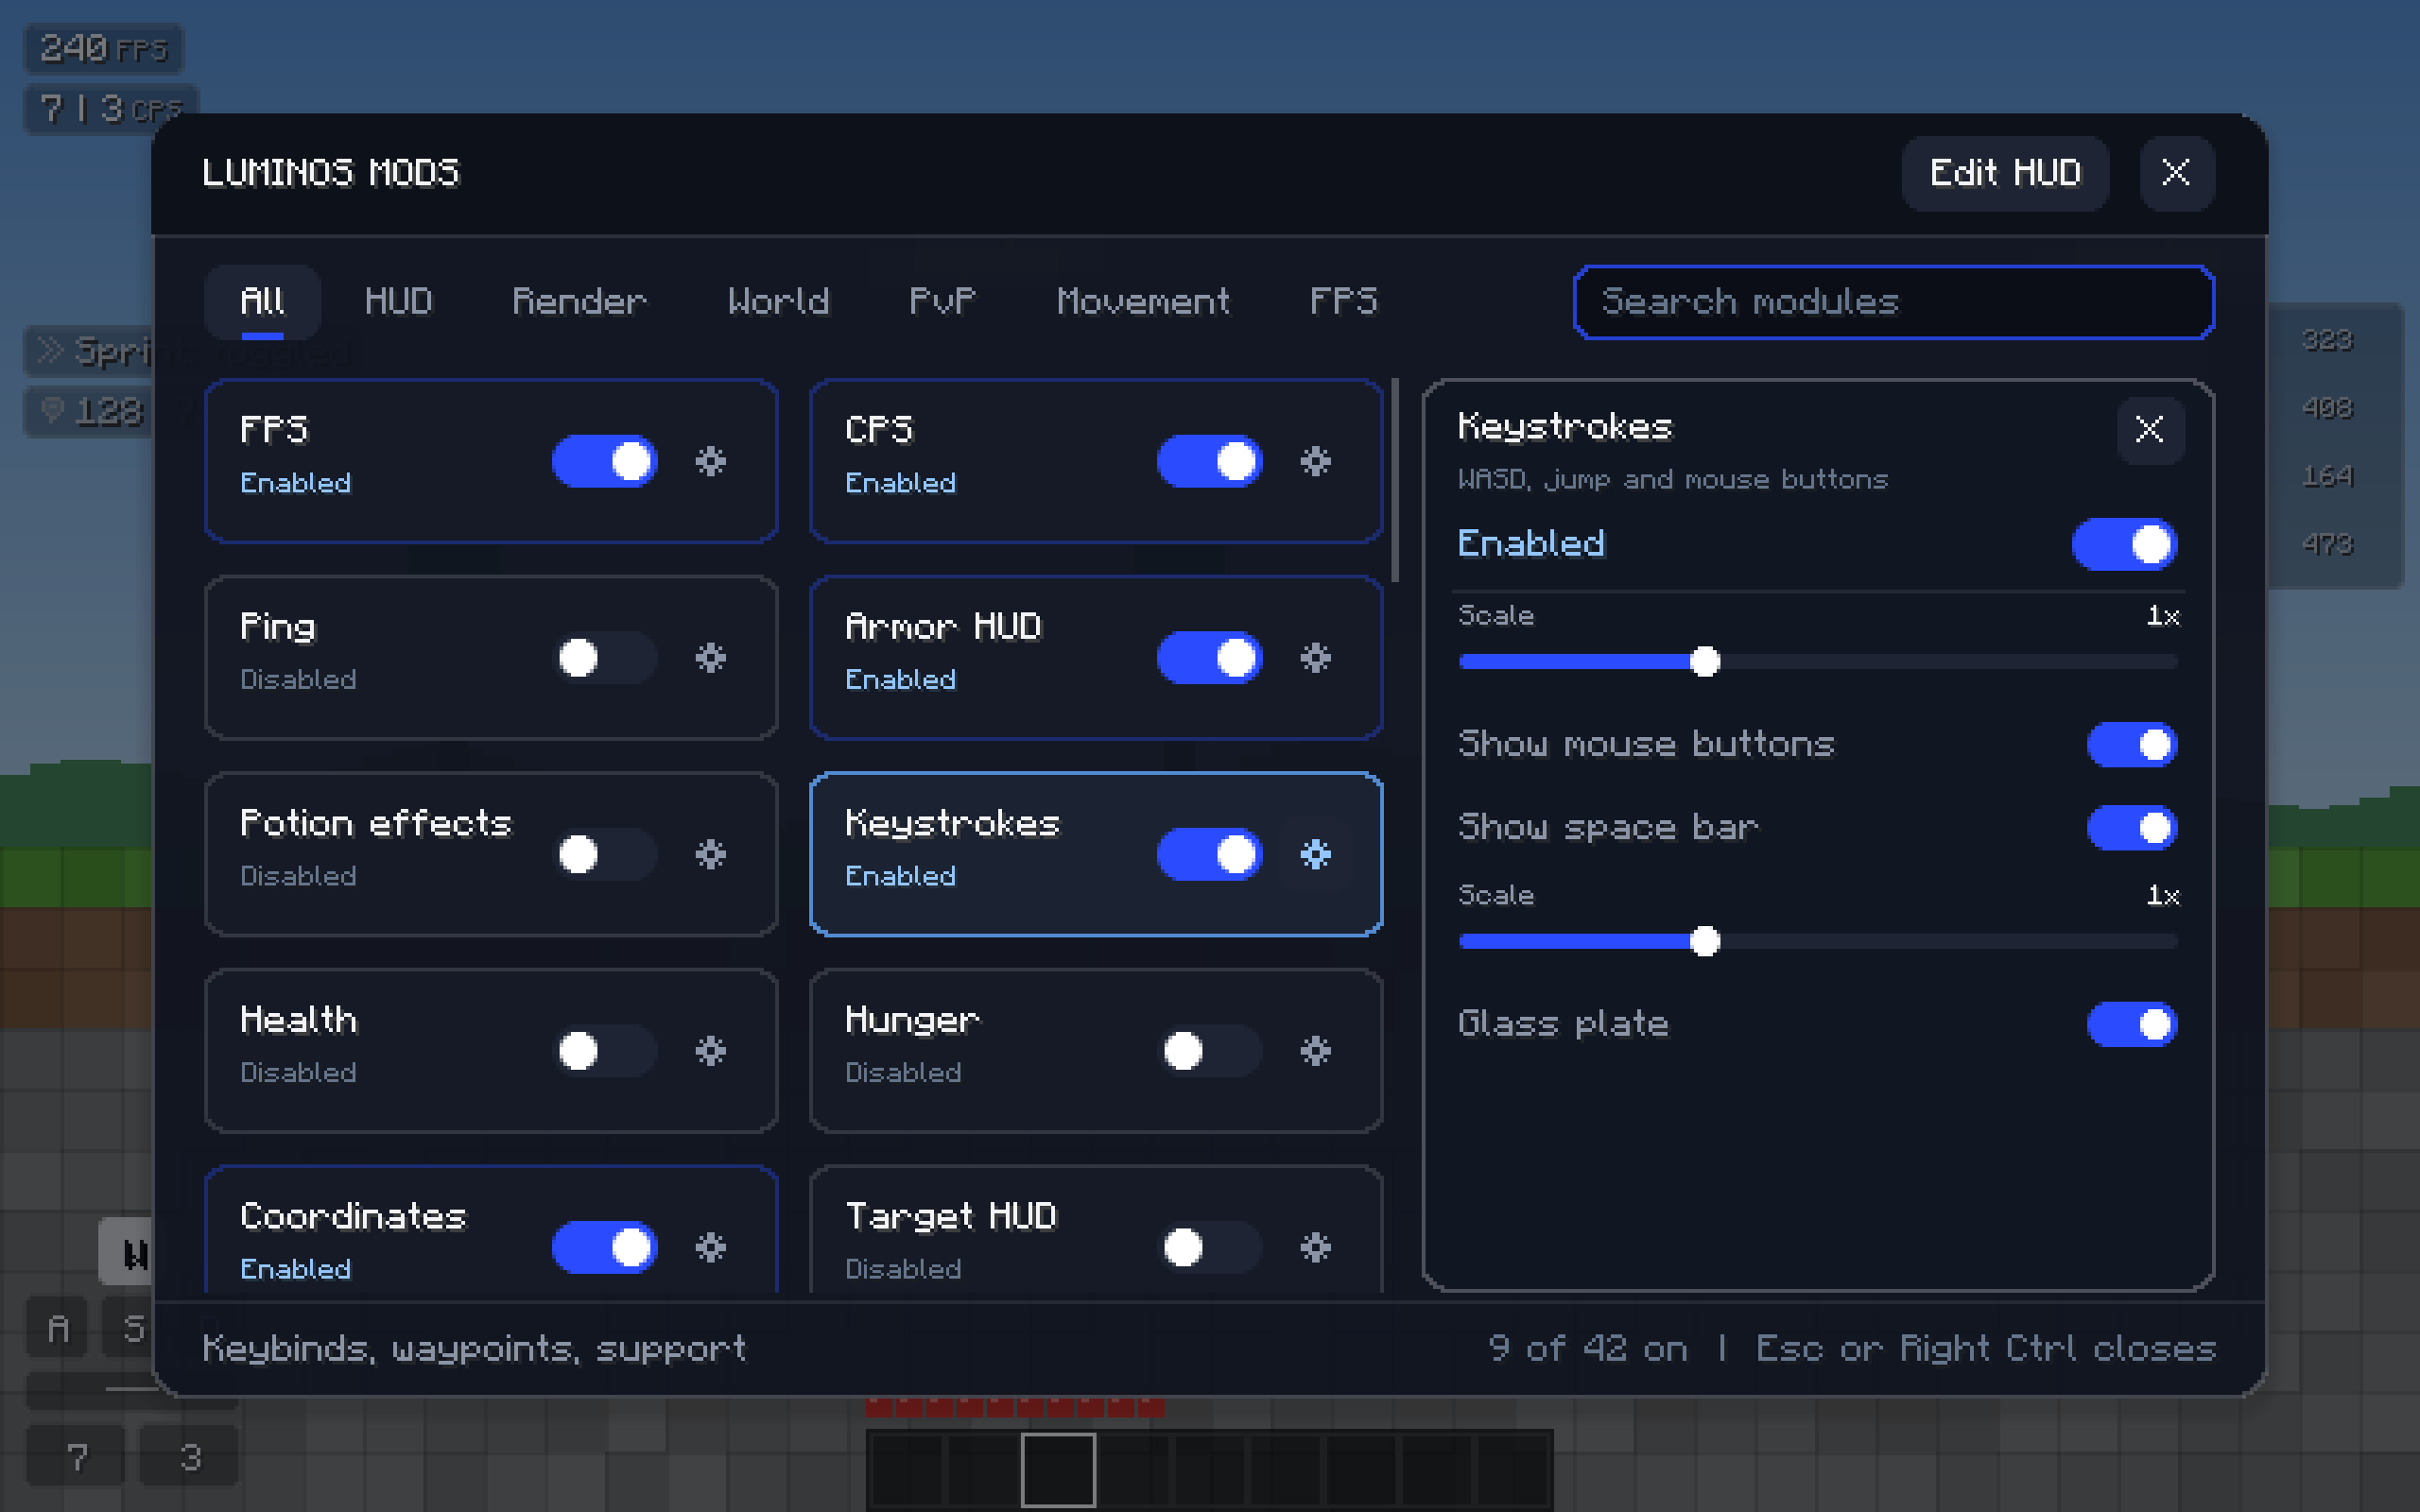 240 FPS
7 | 3 CPS
LUMINOS MODS
Edit HUD
All HUD Render World PvP Movement FPS
Search modules
Sprint toggled
128
323
408
164
473
FPS
Enabled
CPS
Enabled
Ping
Disabled
Armor HUD
Enabled
Potion effects
Disabled
Keystrokes
Enabled
Health
Disabled
Hunger
Disabled
Coordinates
Enabled
Target HUD
Disabled
Keystrokes
WASD, jump and mouse buttons
Enabled
Scale 1x
Show mouse buttons
Show space bar
Scale 1x
Glass plate
W
A S
7 3
Keybinds, waypoints, support
9 of 42 on | Esc or Right Ctrl closes